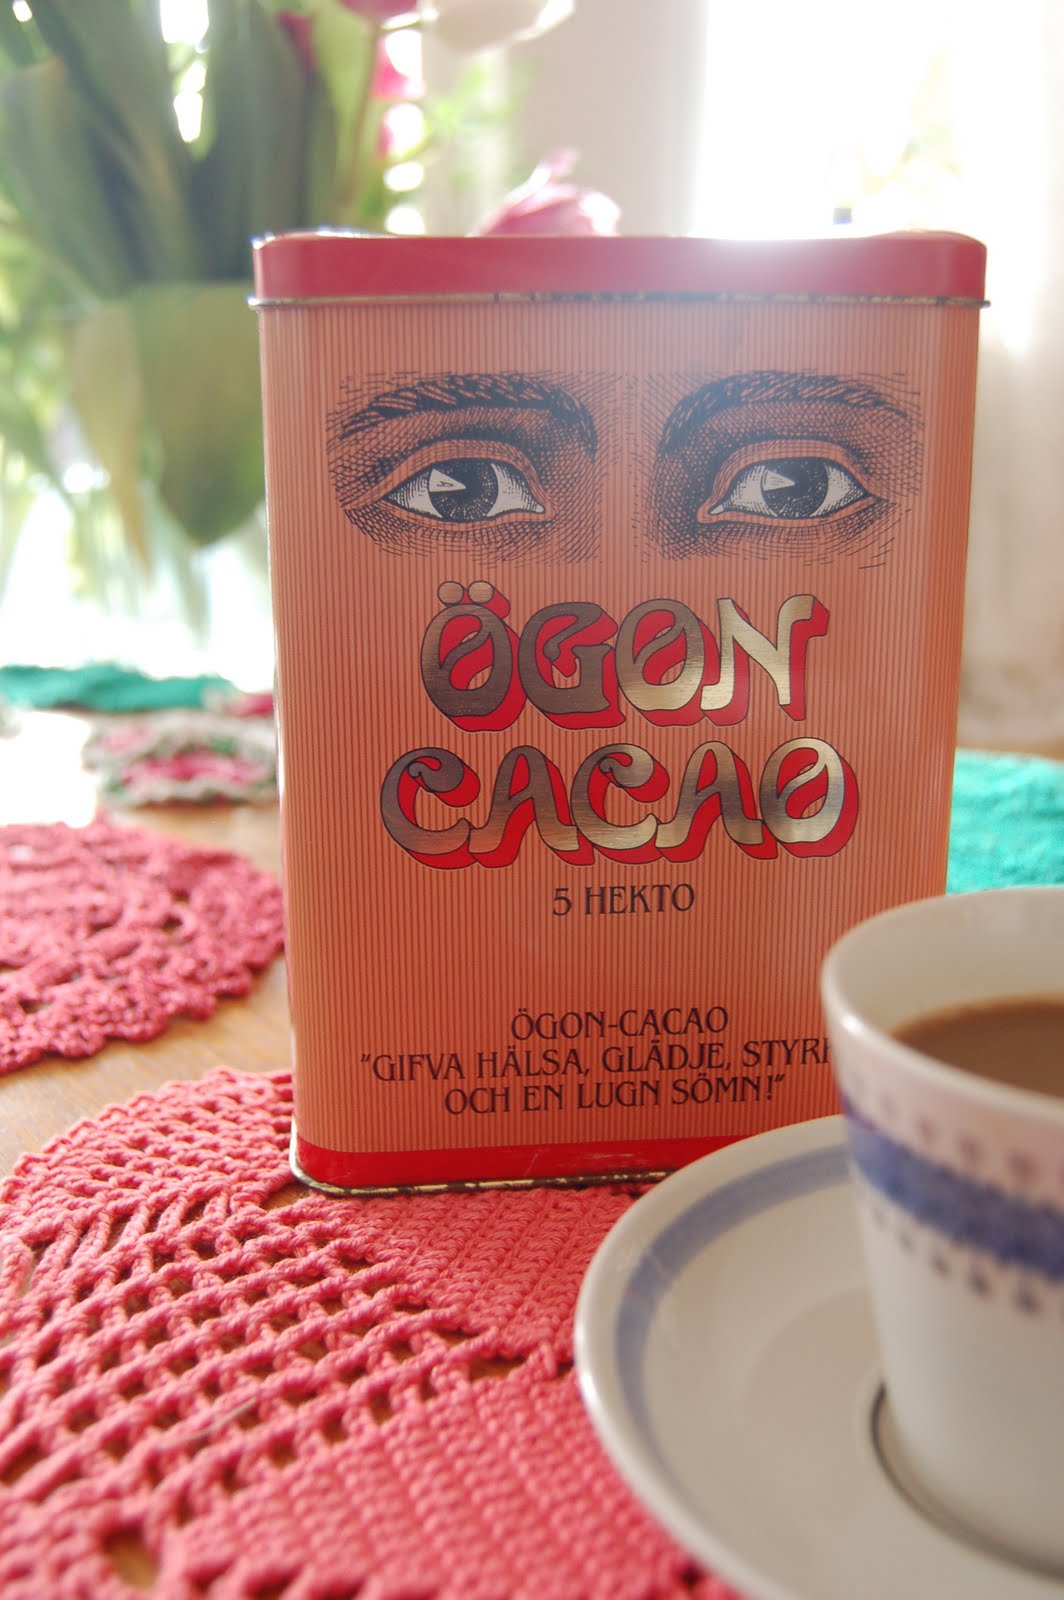 ÖGON
CACAO
5 HEKTO
ÖGON-CACAO
"GIFVA HÄLSA, GLÄDJE,
OCH EN LUGN SÖMN!"